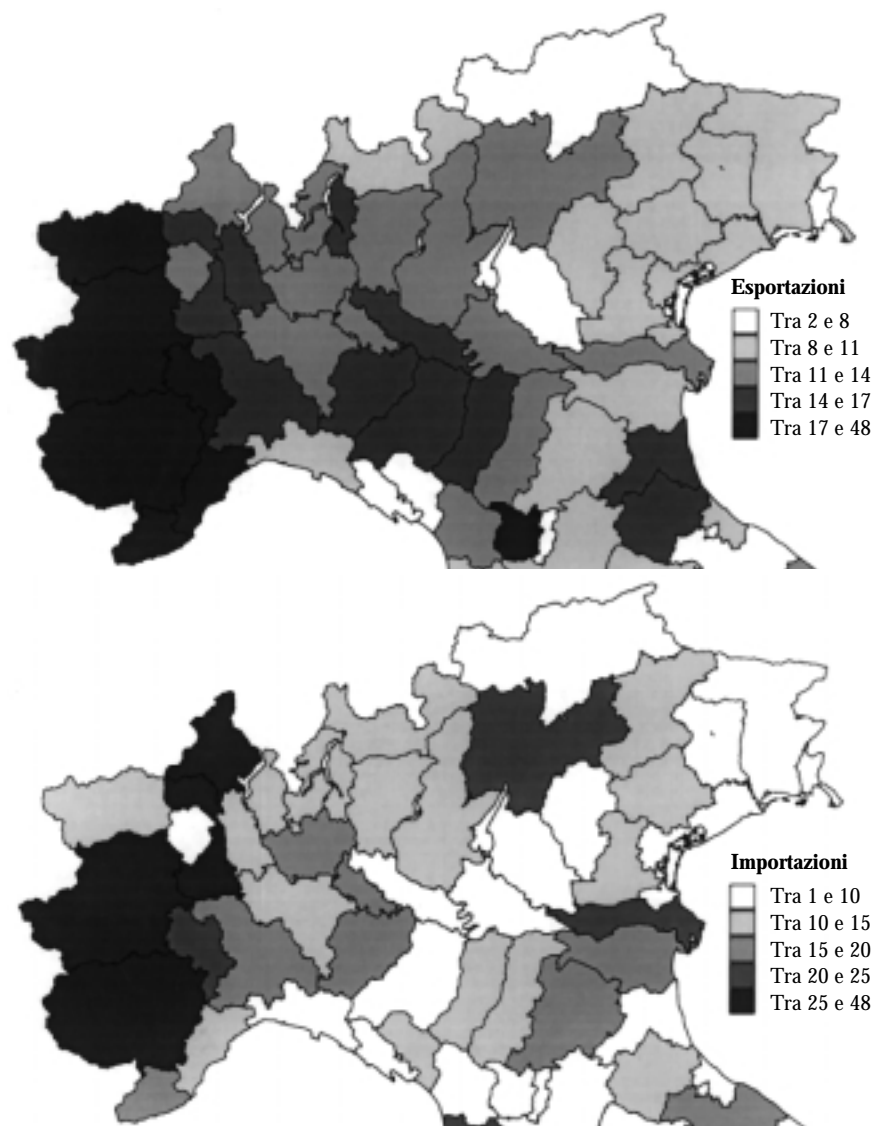 Esportazioni
Tra 2 e 8
Tra 8 e 11
Tra 11 e 14
Tra 14 e 17
Tra 17 e 48
Importazioni
Tra 1 e 10
Tra 10 e 15
Tra 15 e 20
Tra 20 e 25
Tra 25 e 48